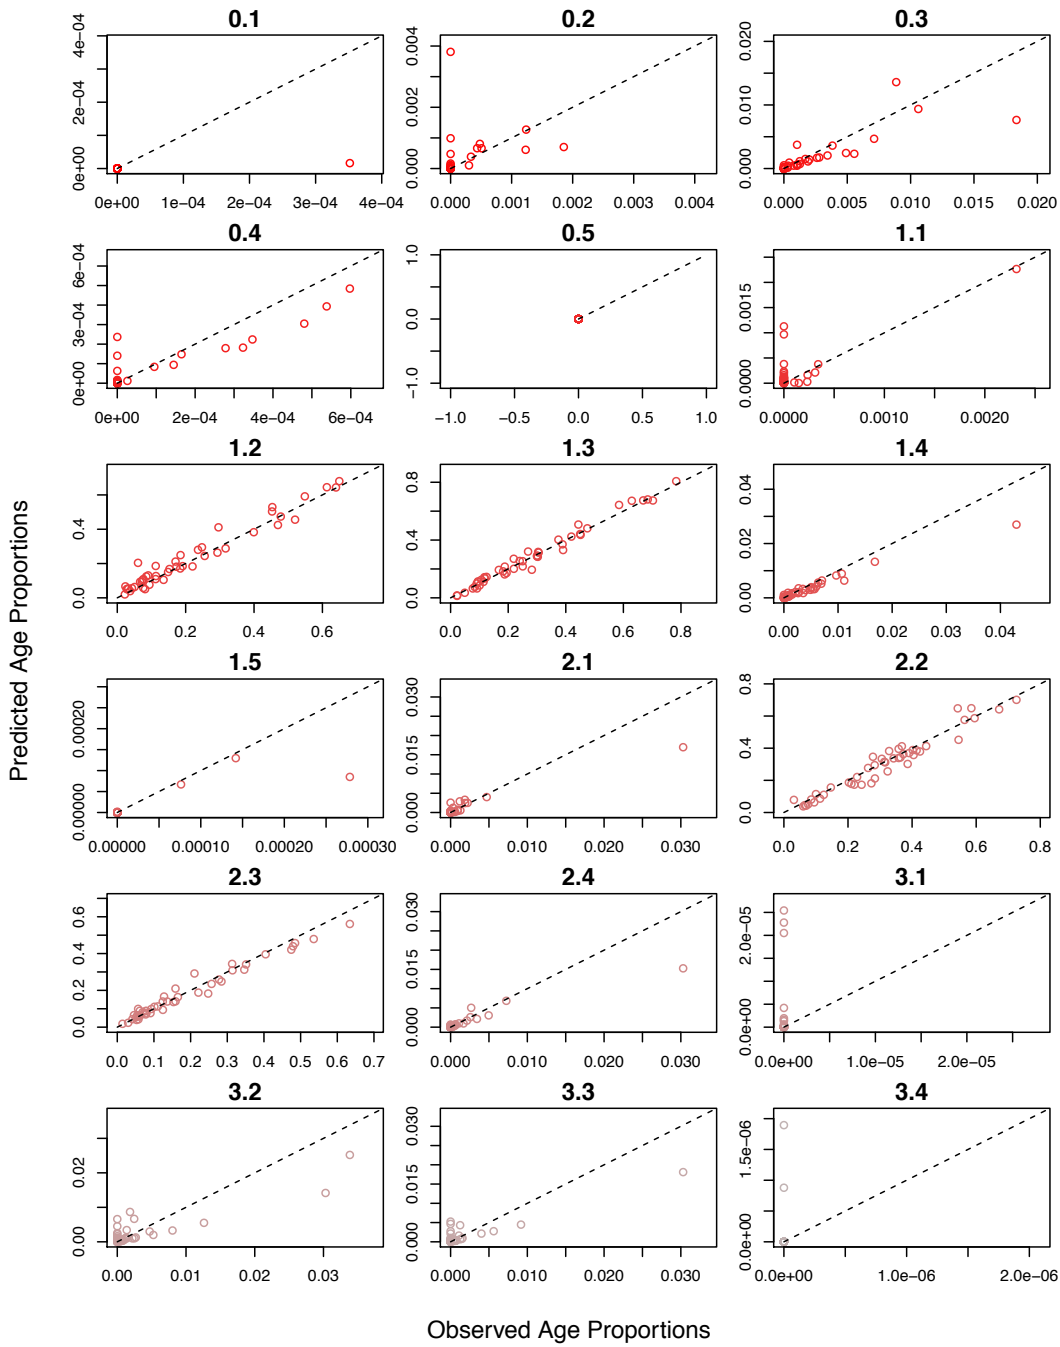 0.1 0.2 0.3
4e−04 0.004 0.020
2e−04 0.002 0.010
0e+00 0.000 0.000
0e+00 1e−04 2e−04 3e−04 4e−04 0.000 0.001 0.002 0.003 0.004 0.000 0.005 0.010 0.015 0.020
0.4 0.5 1.1
6e−04 1.0
3e−04 0.0 0.0015
0e+00 −1.0 0.0000
0e+00 2e−04 4e−04 6e−04 −1.0 −0.5 0.0 0.5 1.0 0.0000 0.0010 0.0020
1.2 1.3 1.4
0.8 0.04
0.4 0.4 0.02
0.0 0.0 0.00
0.0 0.2 0.4 0.6 0.0 0.2 0.4 0.6 0.8 0.00 0.01 0.02 0.03 0.04
Predicted Age Proportions
1.5 2.1 2.2
0.030 0.8
0.00020 0.015 0.4
0.00000 0.000 0.0
0.00000 0.00010 0.00020 0.00030 0.000 0.010 0.020 0.030 0.0 0.2 0.4 0.6 0.8
2.3 2.4 3.1
0.6 0.030
0.4 0.015 2.0e−05
0.2
0.0 0.000 0.0e+00
0.0 0.1 0.2 0.3 0.4 0.5 0.6 0.7 0.000 0.010 0.020 0.030 0.0e+00 1.0e−05 2.0e−05
3.2 3.3 3.4
0.030
0.02 0.015 1.5e−06
0.00 0.000 0.0e+00
0.00 0.01 0.02 0.03 0.000 0.010 0.020 0.030 0.0e+00 1.0e−06 2.0e−06
Observed Age Proportions